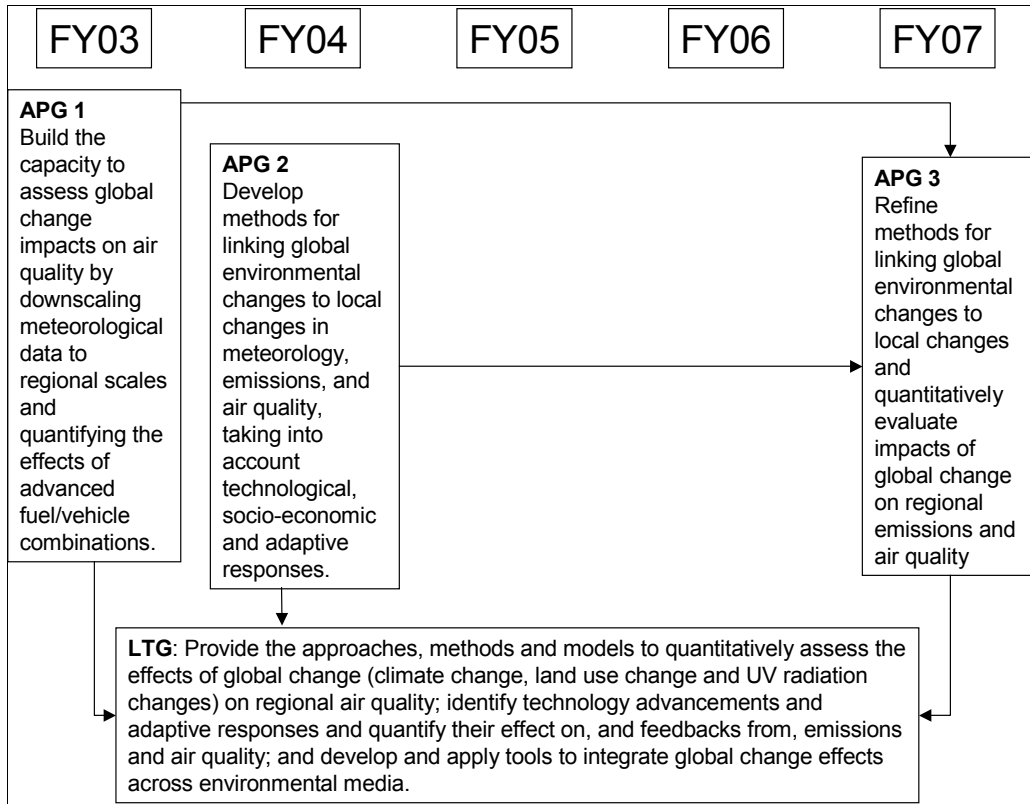 FY03
FY04
FY05
FY06
FY07
APG 1
Build the
capacity to
assess global
change
impacts on air
quality by
downscaling
meteorological
data to
regional scales
and
quantifying the
effects of
advanced
fuel/vehicle
combinations.
APG 2
Develop
methods for
linking global
environmental
changes to local
changes in
meteorology,
emissions, and
air quality,
taking into
account
technological,
socio-economic
and adaptive
responses.
APG 3
Refine
methods for
linking global
environmental
changes to
local changes
and
quantitatively
evaluate
impacts of
global change
on regional
emissions and
air quality
LTG: Provide the approaches, methods and models to quantitatively assess the
effects of global change (climate change, land use change and UV radiation
changes) on regional air quality; identify technology advancements and
adaptive responses and quantify their effect on, and feedbacks from, emissions
and air quality; and develop and apply tools to integrate global change effects
across environmental media.